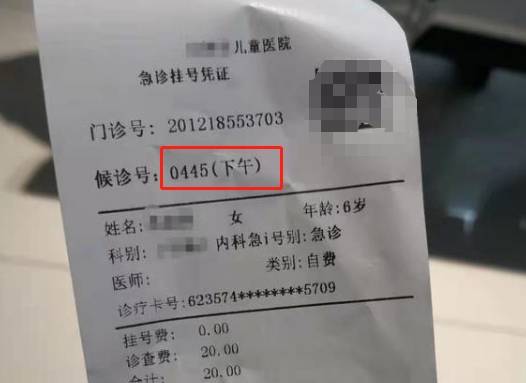 儿童医院
急诊挂号凭证
门诊号: 201218553703
候诊号: 0445(下午)
姓名: 女 年龄:6岁
科别: 内科急i号别:急诊
医师: 类别:自费
诊疗卡号:623574********5709
挂号费: 0.00
诊查费: 20.00
合计: 20.00